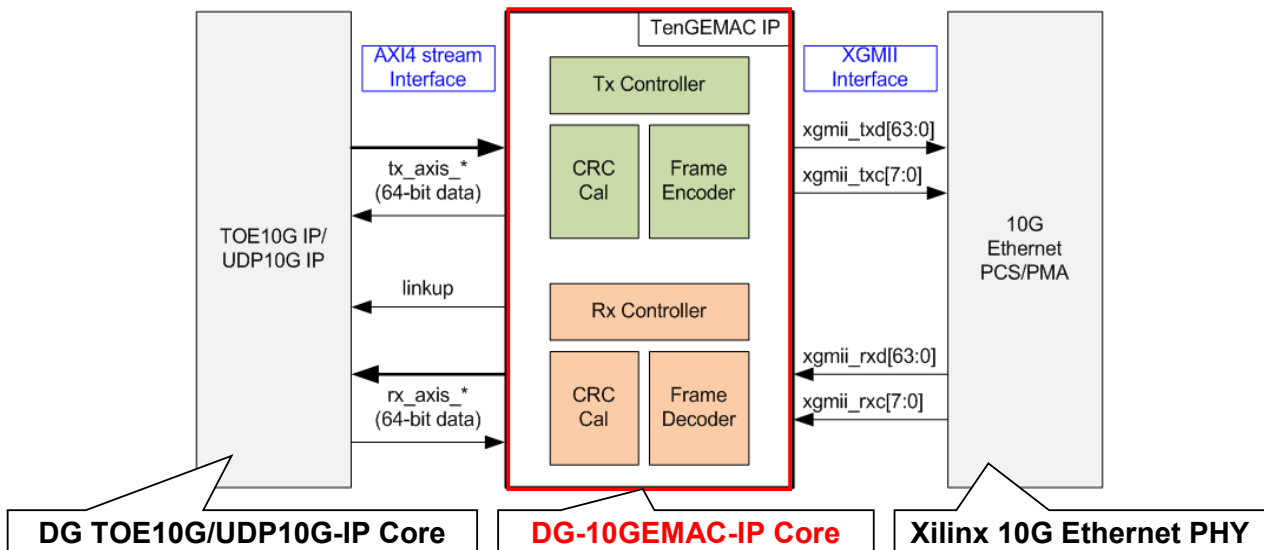 TenGEMAC IP
AXI4 stream
Interface
XGMII
Interface
Tx Controller
xgmii_txd[63:0]
tx_axis_*
(64-bit data)
CRC
Cal
Frame
Encoder
xgmii_txc[7:0]
TOE10G IP/
UDP10G IP
10G
Ethernet
PCS/PMA
linkup
Rx Controller
xgmii_rxd[63:0]
rx_axis_*
(64-bit data)
CRC
Cal
Frame
Decoder
xgmii_rxc[7:0]
DG TOE10G/UDP10G-IP Core
DG-10GEMAC-IP Core
Xilinx 10G Ethernet PHY